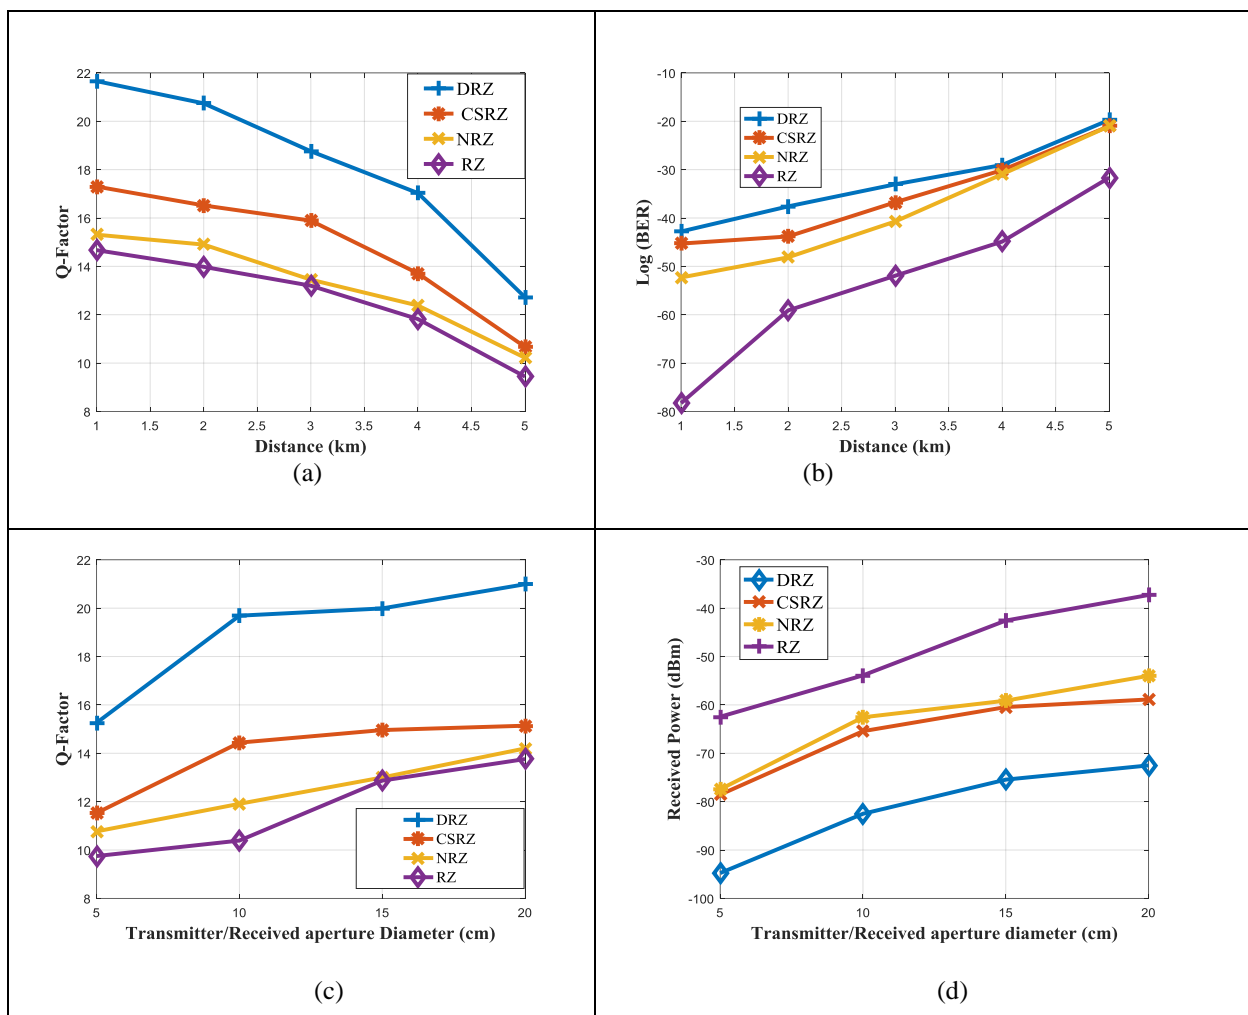 22
20
18
16
14
12
10
8
Q-Factor
DRZ
CSRZ
NRZ
RZ
1 1.5 2 2.5 3 3.5 4 4.5 5
Distance (km)
(a)
-10
-20
-30
-40
-50
-60
-70
-80
Log (BER)
DRZ
CSRZ
NRZ
RZ
1 1.5 2 2.5 3 3.5 4 4.5 5
Distance (km)
(b)
22
20
18
16
14
12
10
8
Q-Factor
DRZ
CSRZ
NRZ
RZ
5 10 15 20
Transmitter/Received aperture Diameter (cm)
(c)
-30
-40
-50
-60
-70
-80
-90
-100
Received Power (dBm)
DRZ
CSRZ
NRZ
RZ
5 10 15 20
Transmitter/Received aperture diameter (cm)
(d)